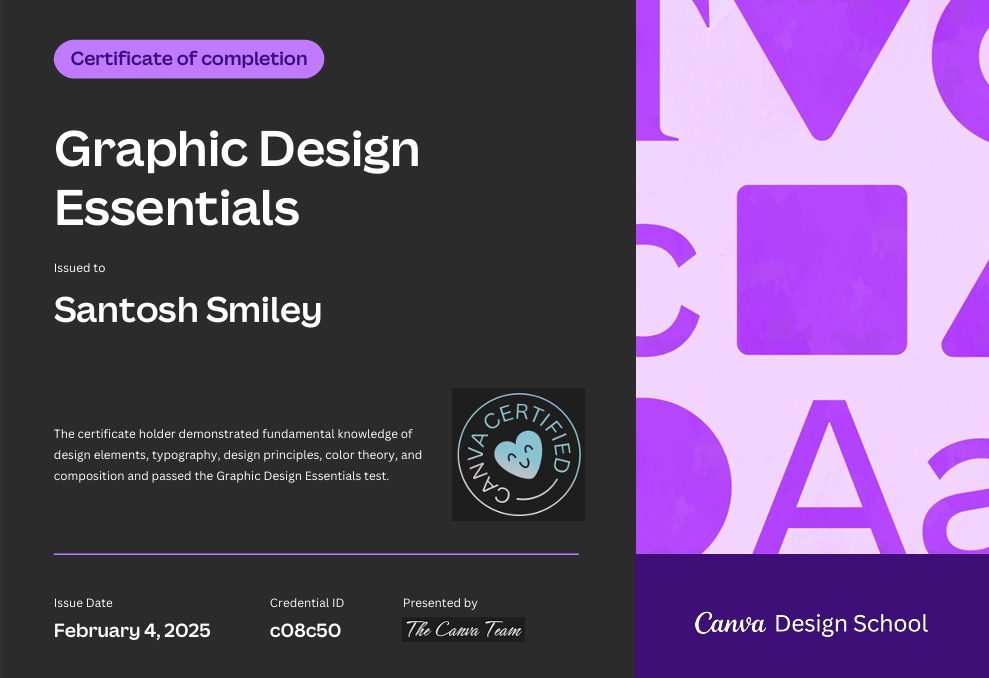 Certificate of completion
Graphic Design
Essentials
Issued to
Santosh Smiley
The certificate holder demonstrated fundamental knowledge of
design elements, typography, design principles, color theory, and
composition and passed the Graphic Design Essentials test.
CANVA CERTIFIED
Issue Date
Credential ID
Presented by
February 4, 2025
c08c50
The Canva Team
c
Aa
Canva Design School